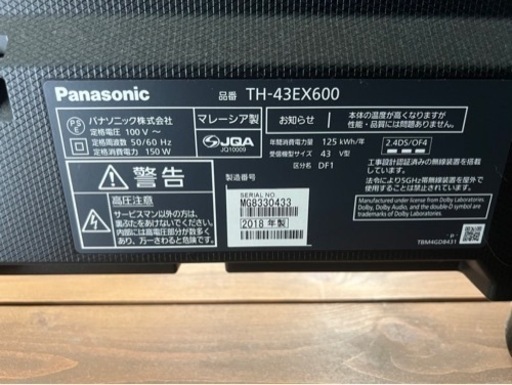 Panasonic
品番 TH-43EX600
PS
E
パナソニック株式会社
定格電圧 100 V～
定格周波数 50/60 Hz
定格消費電力 150 W
マレーシア製
JQA
JQ10009
お知らせ
本体の温度が高くなりますが
性能・品質には問題ありません。
年間消費電力量 125 kWh/年
受信機型サイズ 43 V型
区分名 DF1
2.4DS/OF4
工事設計認証済みの無線装置を搭載
しています。
法令により5GHz帯無線装置を屋外で
使用することが禁止されています。
警告
高圧注意
サービスマン以外の方は、
裏ぶたをあけないでください。
内部には高電圧部分が数多く
あり、万一さわると危険です。
製造番号
SERIAL NO
MG8330433
2018 年製
Manufactured under license from Dolby Laboratories.
Dolby, Dolby Audio, and the double-D symbol are
trademarks of Dolby Laboratories.
-P-
TBM4GD8431